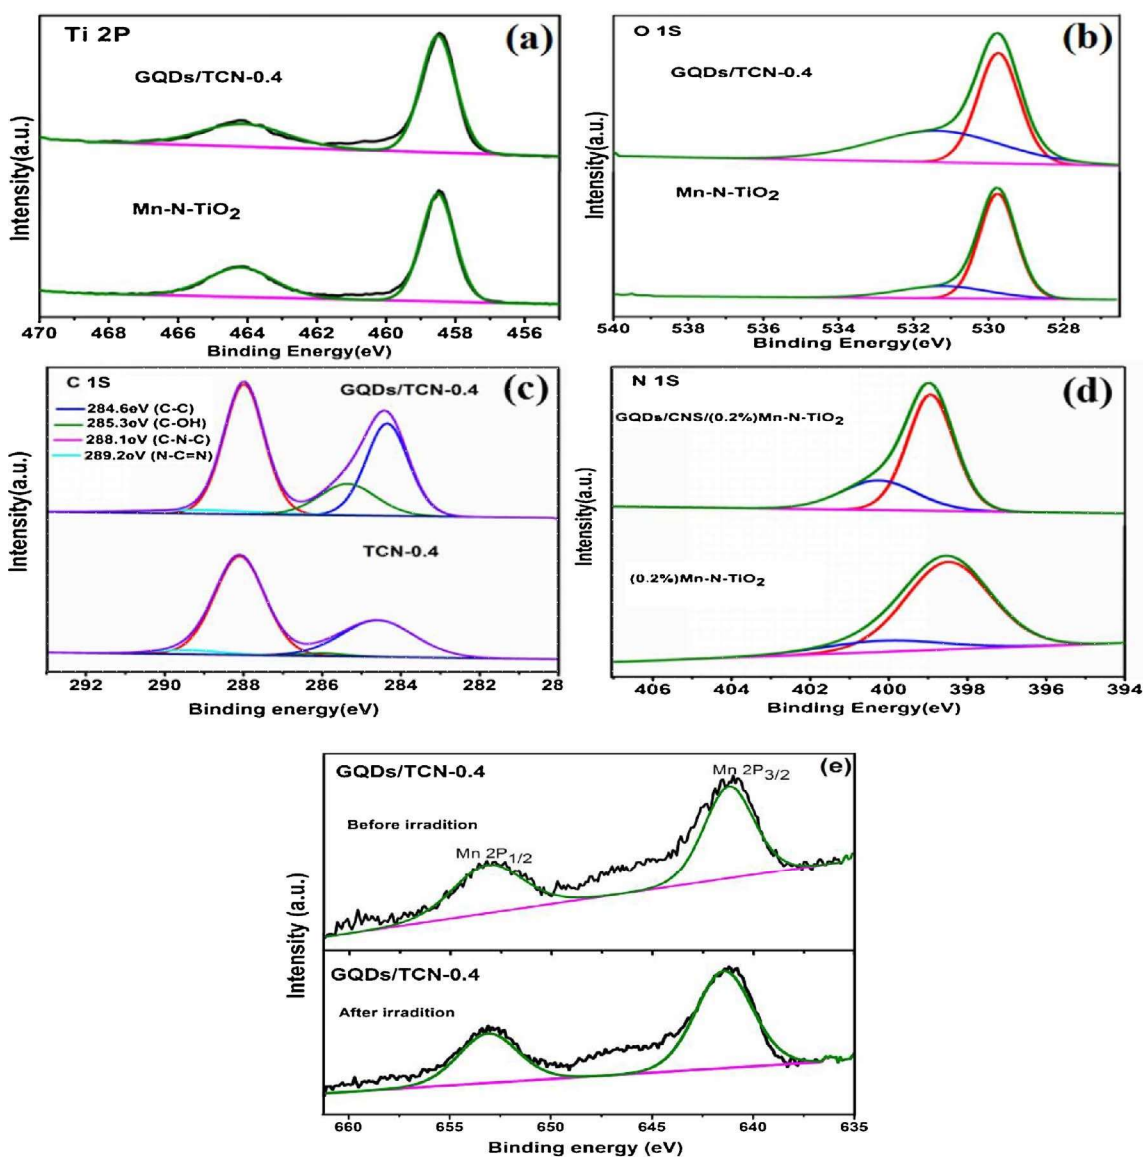 Ti 2P
(a)
GQDs/TCN-0.4
Mn-N-TiO2
Intensity(a.u.)
470 468 466 464 462 460 458 456
Binding Energy(eV)
O 1S
(b)
GQDs/TCN-0.4
Mn-N-TiO2
Intensity(a.u.)
540 538 536 534 532 530 528
Binding Energy(eV)
C 1S
(c)
GQDs/TCN-0.4
284.6eV (C-C)
285.3eV (C-OH)
288.1eV (C-N-C)
289.2eV (N-C=N)
TCN-0.4
Intensity(a.u.)
292 290 288 286 284 282 28
Binding energy(eV)
N 1S
(d)
GQDs/CNS/(0.2%)Mn-N-TiO2
(0.2%)Mn-N-TiO2
Intensity(a.u.)
406 404 402 400 398 396 394
Binding Energy(eV)
GQDs/TCN-0.4
Mn 2P3/2
(e)
Before irradition
Mn 2P1/2
GQDs/TCN-0.4
After irradition
Intensity (a.u.)
660 655 650 645 640 635
Binding energy (eV)